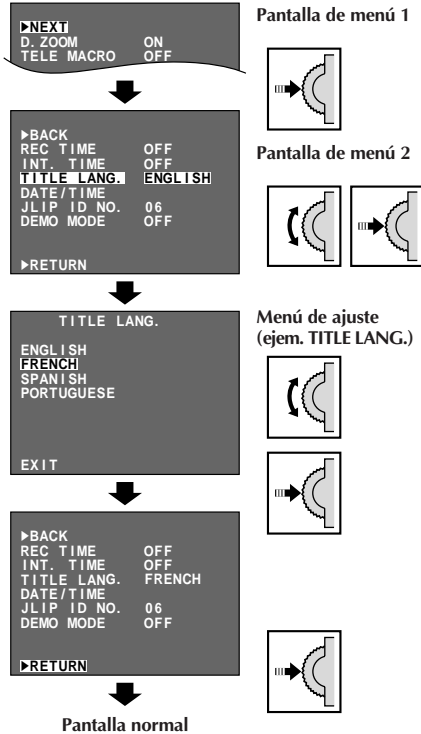 Pantalla de menú 1
▶NEXT
D. ZOOM ON
TELE MACRO OFF
Pantalla de menú 2
▶BACK
REC TIME OFF
INT. TIME OFF
TITLE LANG. ENGLISH
DATE/TIME
JLIP ID NO. 06
DEMO MODE OFF
▶RETURN
Menú de ajuste
(ejem. TITLE LANG.)
TITLE LANG.
ENGLISH
FRENCH
SPANISH
PORTUGUESE
EXIT
▶BACK
REC TIME OFF
INT. TIME OFF
TITLE LANG. FRENCH
DATE/TIME
JLIP ID NO. 06
DEMO MODE OFF
▶RETURN
Pantalla normal